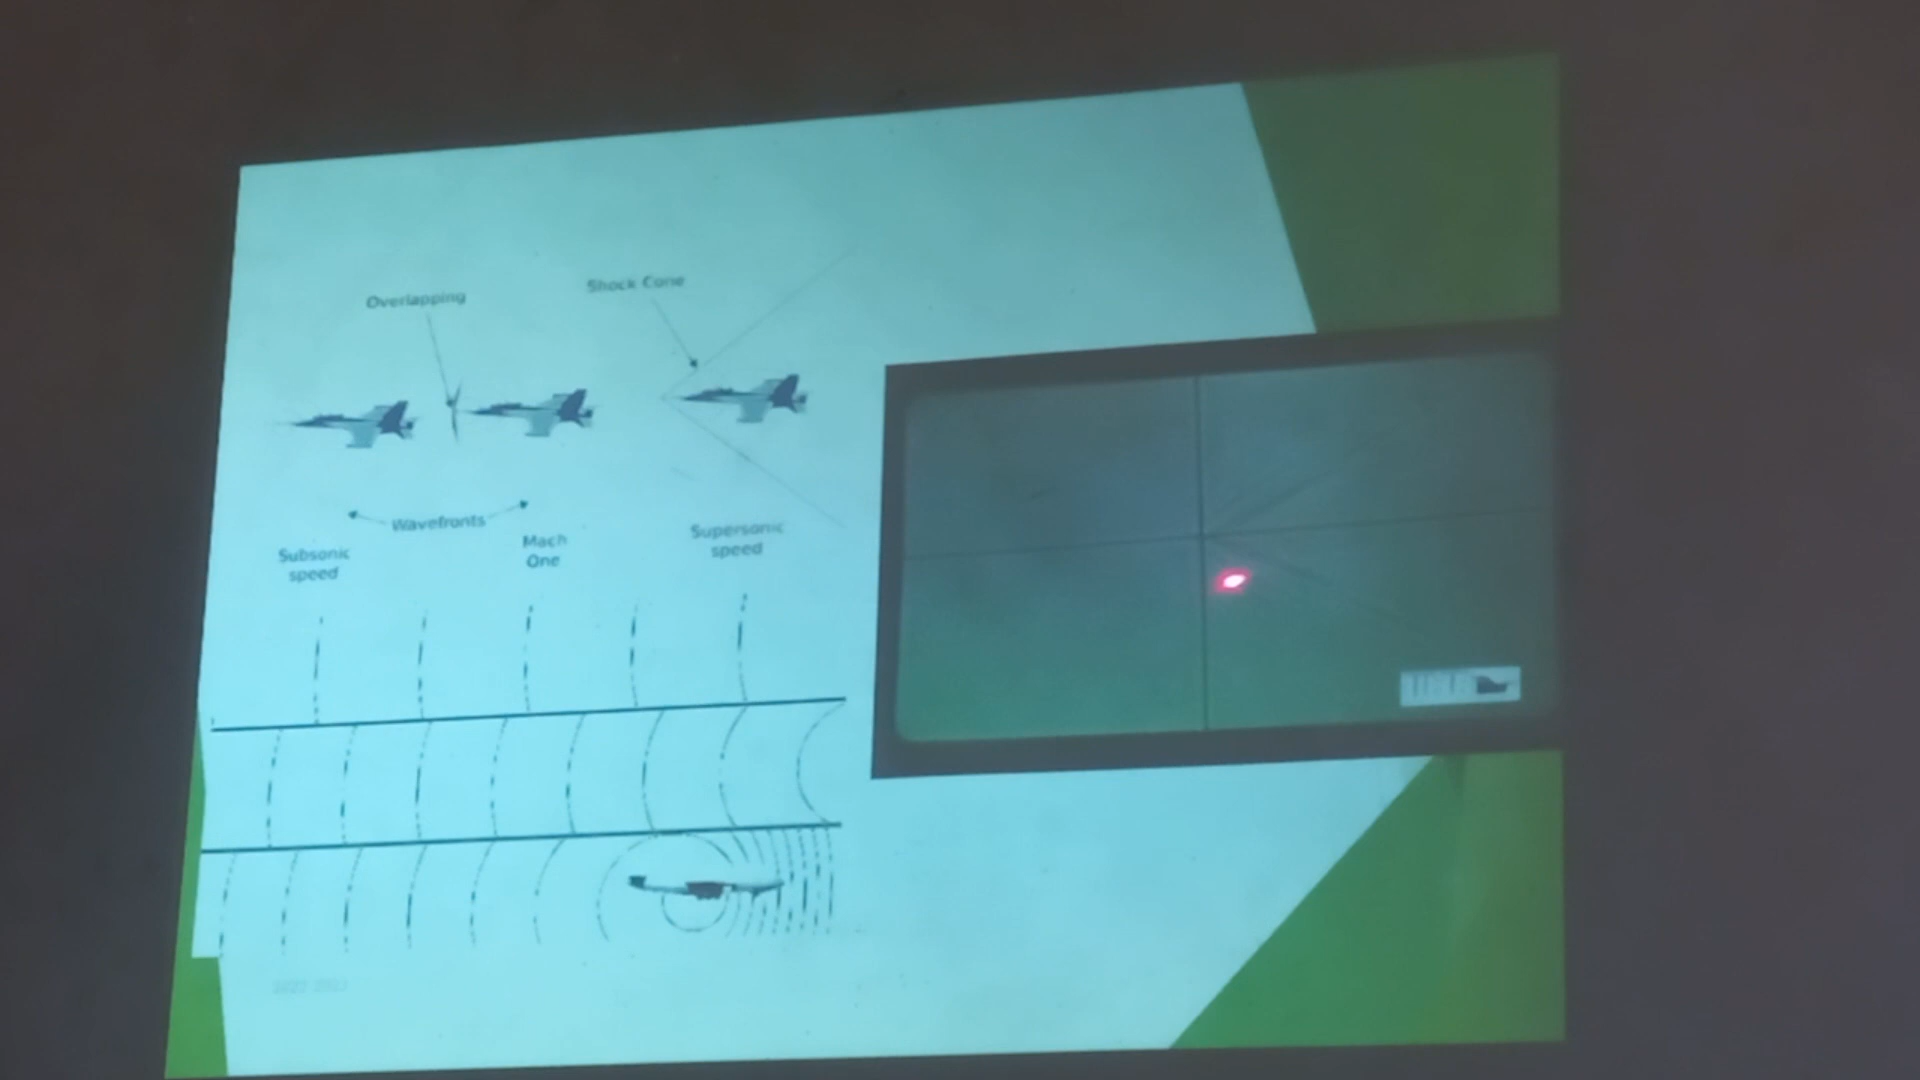 Overlapping
Shock Cone
Wavefronts
Subsonic
speed
Mach
One
Supersonic
speed